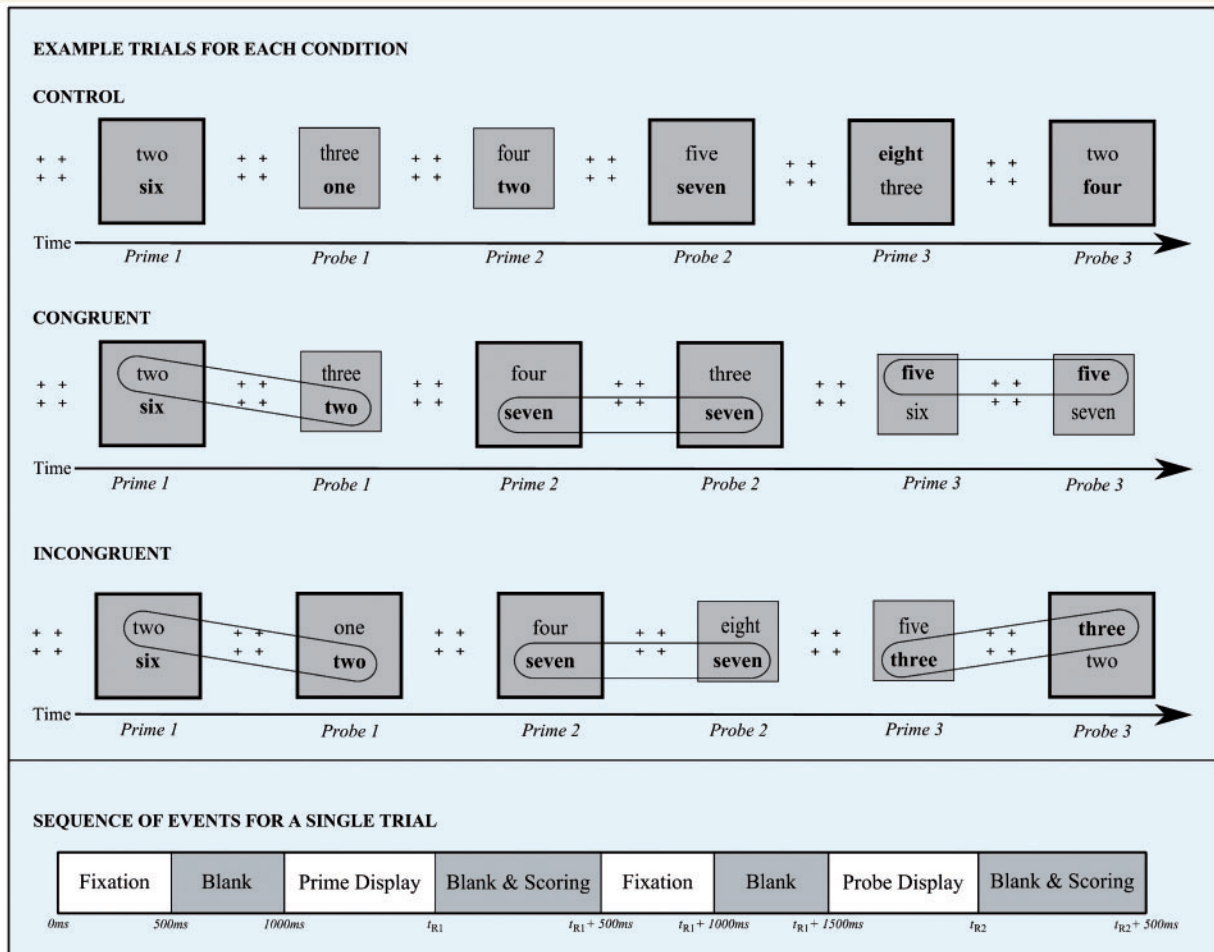 EXAMPLE TRIALS FOR EACH CONDITION
CONTROL
two three four five eight two
six one two seven three four
Time
Prime 1 Probe 1 Prime 2 Probe 2 Prime 3 Probe 3
CONGRUENT
two three four three five five
six two seven seven six seven
Time
Prime 1 Probe 1 Prime 2 Probe 2 Prime 3 Probe 3
INCONGRUENT
two one four eight five three
six two seven seven three two
Time
Prime 1 Probe 1 Prime 2 Probe 2 Prime 3 Probe 3
SEQUENCE OF EVENTS FOR A SINGLE TRIAL
Fixation Blank Prime Display Blank & Scoring Fixation Blank Probe Display Blank & Scoring
0ms 500ms 1000ms tR1 tR1 + 500ms tR1 + 1000ms tR1 + 1500ms tR2 tR2 + 500ms